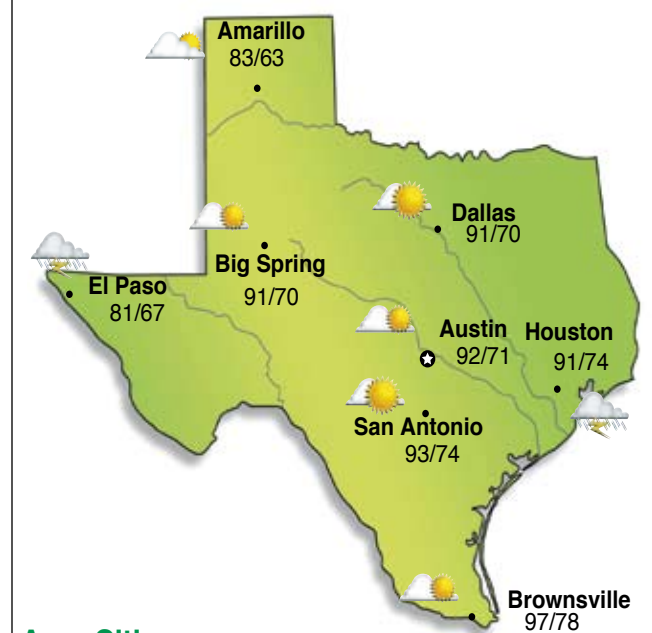 Amarillo
83/63
Dallas
91/70
Big Spring
91/70
El Paso
81/67
Austin
92/71
Houston
91/74
San Antonio
93/74
Brownsville
97/78